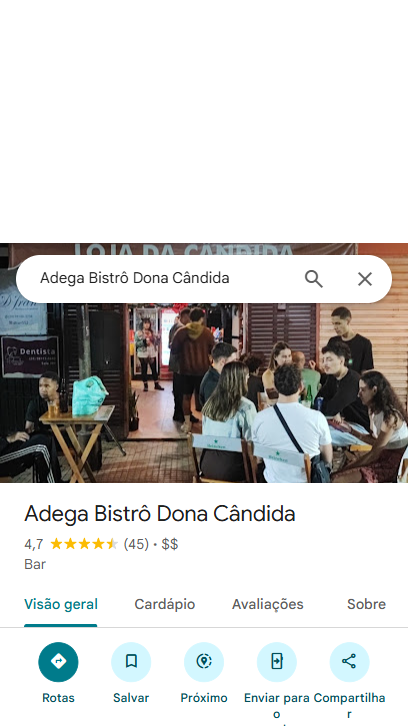 LOJA DA CANDIDA
Adega Bistrô Dona Cândida
Dentista
Adega Bistrô Dona Cândida
4,7 (45) · $$
Bar
Visão geral Cardápio Avaliações Sobre
Rotas Salvar Próximo Enviar para o Compartilhar